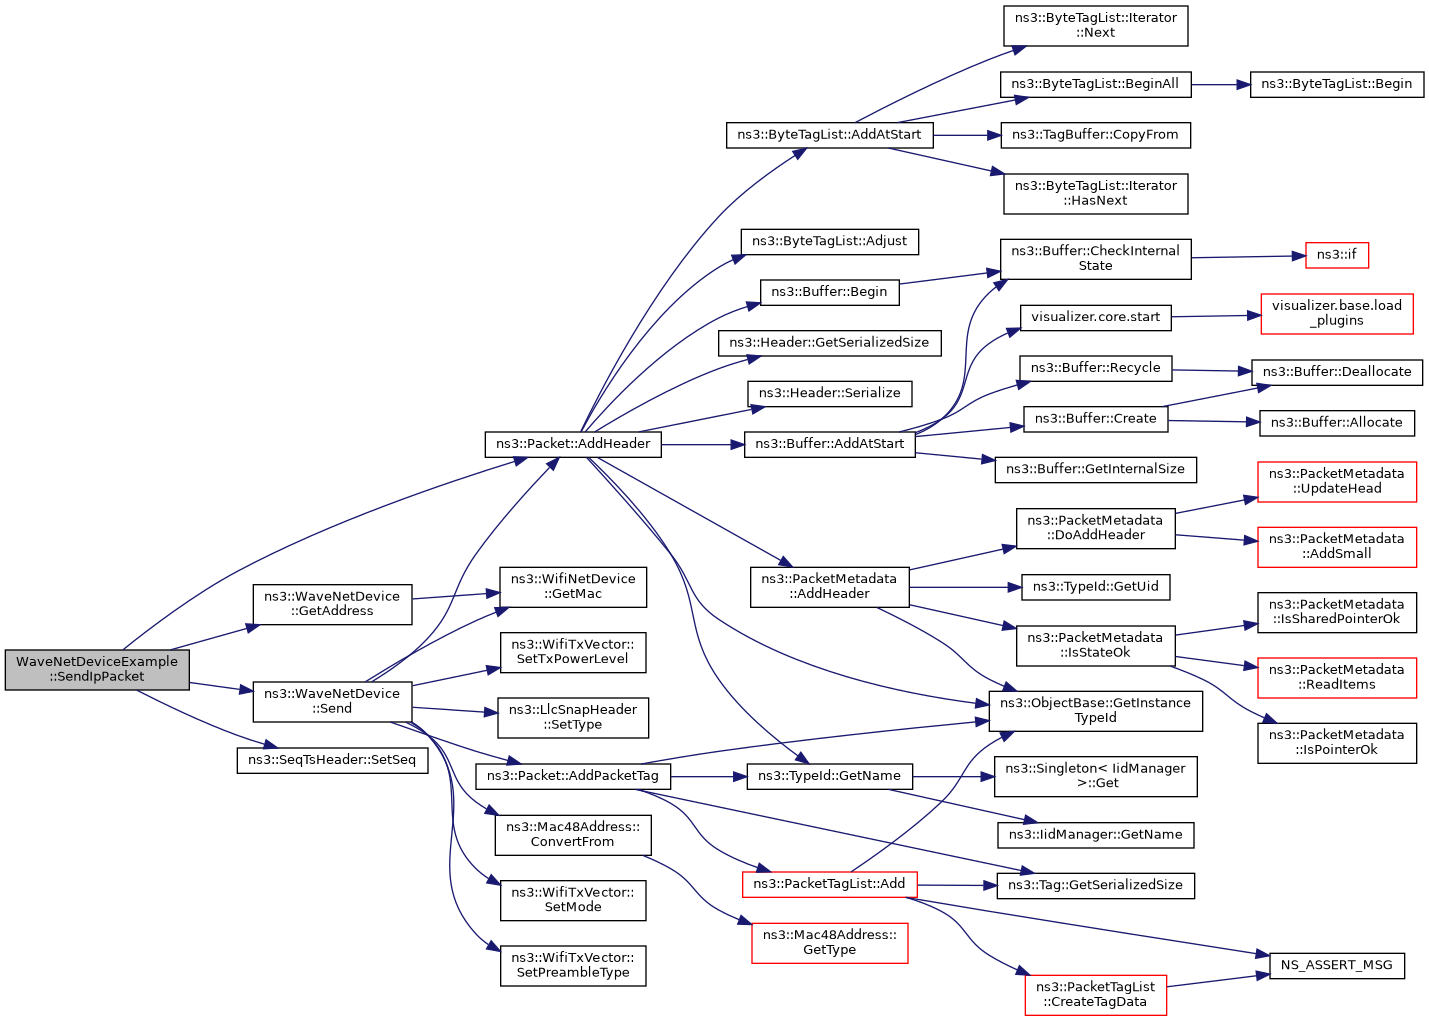 ns3::ByteTagList::Iterator
::Next
ns3::ByteTagList::BeginAll
ns3::ByteTagList::Begin
ns3::ByteTagList::AddAtStart
ns3::TagBuffer::CopyFrom
ns3::ByteTagList::Iterator
::HasNext
ns3::ByteTagList::Adjust
ns3::Buffer::CheckInternal
State
ns3::if
ns3::Buffer::Begin
visualizer.base.load
_plugins
visualizer.core.start
ns3::Header::GetSerializedSize
ns3::Buffer::Recycle
ns3::Buffer::Deallocate
ns3::Header::Serialize
ns3::Buffer::Create
ns3::Buffer::Allocate
ns3::Packet::AddHeader
ns3::Buffer::AddAtStart
ns3::Buffer::GetInternalSize
ns3::PacketMetadata
::UpdateHead
ns3::PacketMetadata
::DoAddHeader
ns3::PacketMetadata
::AddSmall
ns3::WifiNetDevice
::GetMac
ns3::PacketMetadata
::AddHeader
ns3::TypeId::GetUid
ns3::WaveNetDevice
::GetAddress
ns3::PacketMetadata
::IsSharedPointerOk
ns3::PacketMetadata
::IsStateOk
WaveNetDeviceExample
::SendIpPacket
ns3::WifiTxVector::
SetTxPowerLevel
ns3::PacketMetadata
::ReadItems
ns3::WaveNetDevice
::Send
ns3::LlcSnapHeader
::SetType
ns3::ObjectBase::GetInstance
TypeId
ns3::PacketMetadata
::IsPointerOk
ns3::SeqTsHeader::SetSeq
ns3::Packet::AddPacketTag
ns3::TypeId::GetName
ns3::Singleton< IidManager
>::Get
ns3::Mac48Address::
ConvertFrom
ns3::IidManager::GetName
ns3::PacketTagList::Add
ns3::Tag::GetSerializedSize
ns3::WifiTxVector::
SetMode
ns3::Mac48Address::
GetType
ns3::WifiTxVector::
SetPreambleType
NS_ASSERT_MSG
ns3::PacketTagList
::CreateTagData